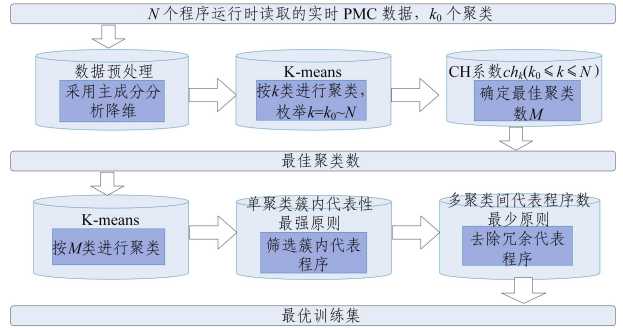 N 个程序运行时读取的实时 PMC 数据，k₀ 个聚类
数据预处理
采用主成分分
析降维
K-means
按k类进行聚类，
枚举k=k₀~N
CH系数chₖ(k₀≤k≤N)
确定最佳聚类
数M
最佳聚类数
K-means
按M类进行聚类
单聚类簇内代表性
最强原则
筛选簇内代表
程序
多聚类间代表程序数
最少原则
去除冗余代表
程序
最优训练集